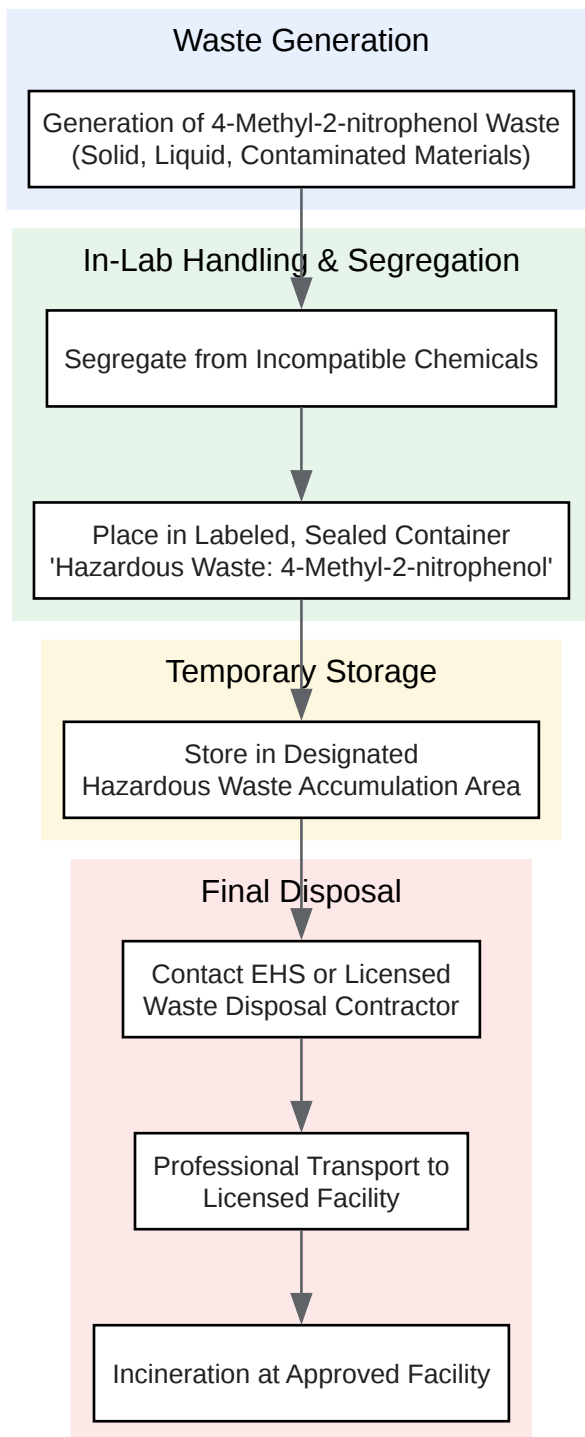 Waste Generation
Generation of 4-Methyl-2-nitrophenol Waste
(Solid, Liquid, Contaminated Materials)
In-Lab Handling & Segregation
Segregate from Incompatible Chemicals
Place in Labeled, Sealed Container
'Hazardous Waste: 4-Methyl-2-nitrophenol'
Temporary Storage
Store in Designated
Hazardous Waste Accumulation Area
Final Disposal
Contact EHS or Licensed
Waste Disposal Contractor
Professional Transport to
Licensed Facility
Incineration at Approved Facility